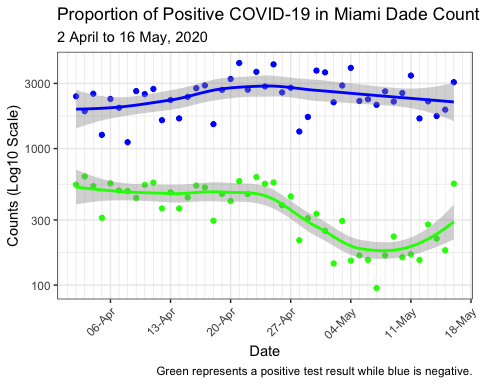 Proportion of Positive COVID-19 in Miami Dade Count
2 April to 16 May, 2020
Counts (Log10 Scale)
3000
1000
300
100
06-Apr
13-Apr
20-Apr
27-Apr
04-May
11-May
18-May
Date
Green represents a positive test result while blue is negative.